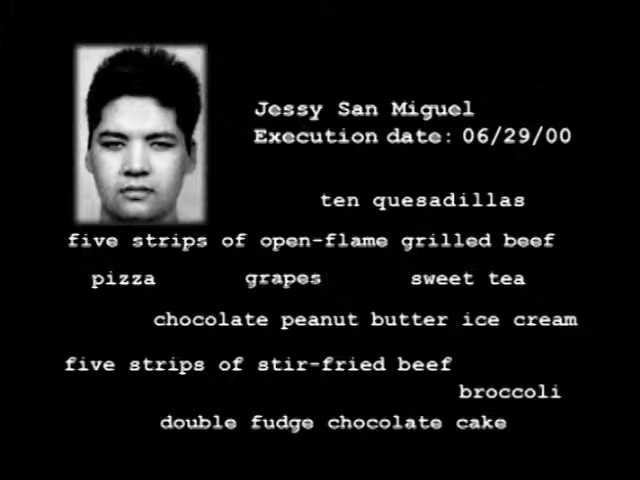 Jessy San Miguel
Execution date: 06/29/00
ten quesadillas
five strips of open-flame grilled beef
pizza grapes sweet tea
chocolate peanut butter ice cream
five strips of stir-fried beef
broccoli
double fudge chocolate cake